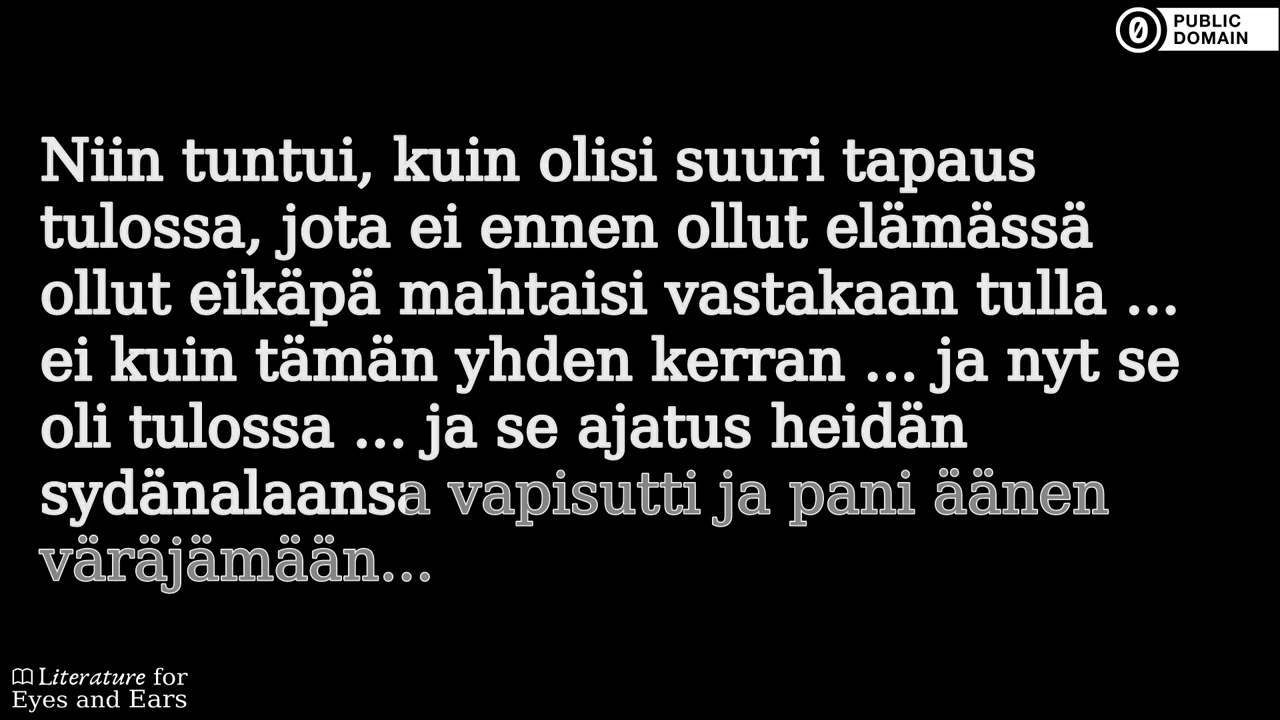 PUBLIC
DOMAIN
Niin tuntui, kuin olisi suuri tapaus
tulossa, jota ei ennen ollut elämässä
ollut eikäpä mahtaisi vastakaan tulla ...
ei kuin tämän yhden kerran ... ja nyt se
oli tulossa ... ja se ajatus heidän
sydänalaansa vapisutti ja pani äänen
väräjämään...
Literature for
Eyes and Ears